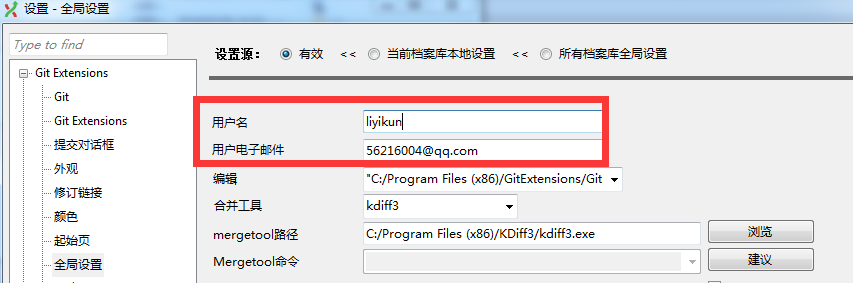 设置 - 全局设置
Type to find
设置源： 有效 << 当前档案库本地设置 << 所有档案库全局设置
Git Extensions
Git
Git Extensions
提交对话框
外观
修订链接
颜色
起始页
全局设置
用户名 liyikun
用户电子邮件 56216004@qq.com
编辑 "C:/Program Files (x86)/GitExtensions/Git
合并工具 kdiff3
mergetool路径 C:/Program Files (x86)/KDiff3/kdiff3.exe 浏览
Mergetool命令 建议